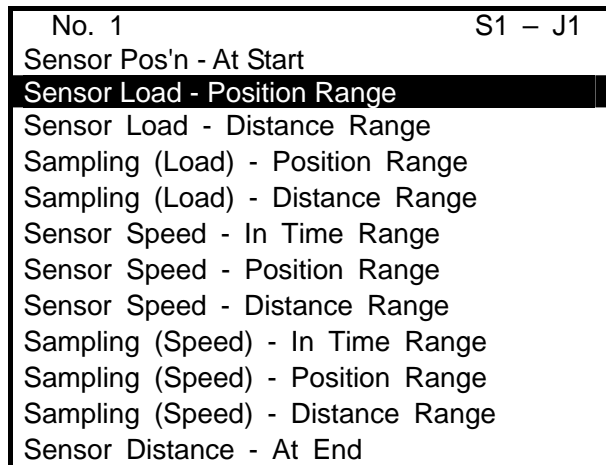 No. 1 S1 – J1
Sensor Pos'n - At Start
Sensor Load - Position Range
Sensor Load - Distance Range
Sampling (Load) - Position Range
Sampling (Load) - Distance Range
Sensor Speed - In Time Range
Sensor Speed - Position Range
Sensor Speed - Distance Range
Sampling (Speed) - In Time Range
Sampling (Speed) - Position Range
Sampling (Speed) - Distance Range
Sensor Distance - At End